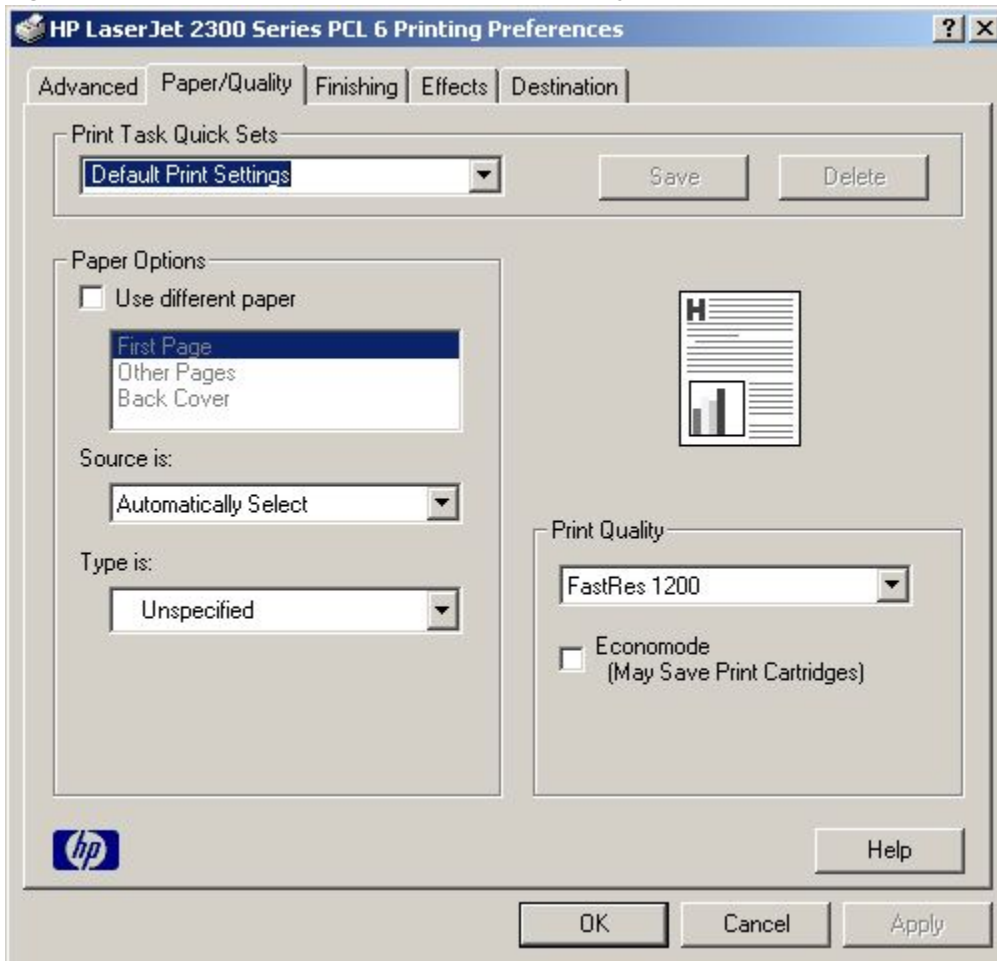 HP LaserJet 2300 Series PCL 6 Printing Preferences
Advanced Paper/Quality Finishing Effects Destination
Print Task Quick Sets
Default Print Settings Save Delete
Paper Options
Use different paper
First Page
Other Pages
Back Cover
Source is:
Automatically Select
Type is:
Unspecified
H
Print Quality
FastRes 1200
Economode
(May Save Print Cartridges)
hp
Help
OK Cancel Apply